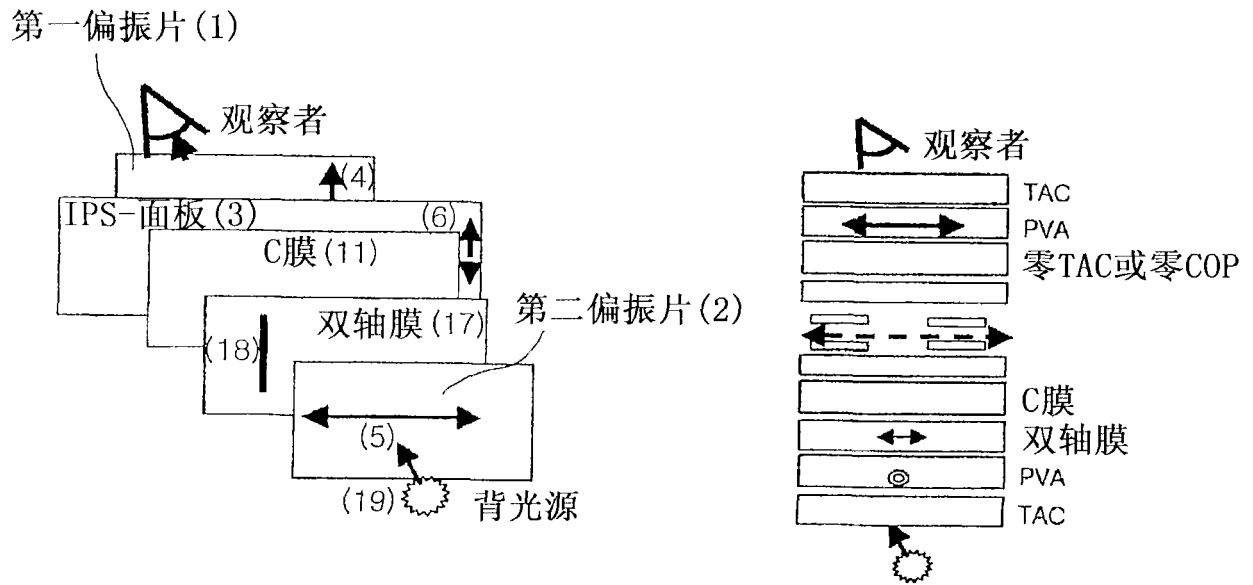 第一偏振片(1)
观察者
(4)
IPS-面板(3)
(6)
C膜(11)
双轴膜(17)
第二偏振片(2)
(18)
(5)
(19)
背光源
观察者
TAC
PVA
零TAC或零COP
C膜
双轴膜
PVA
TAC